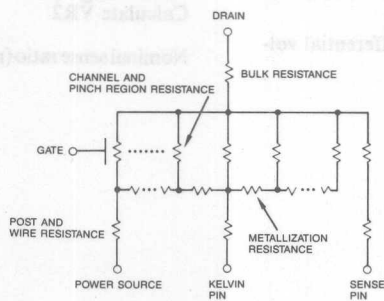 DRAIN
CHANNEL AND
PINCH REGION RESISTANCE
BULK RESISTANCE
GATE
POST AND
WIRE RESISTANCE
METALLIZATION
RESISTANCE
POWER SOURCE
KELVIN
PIN
SENSE
PIN